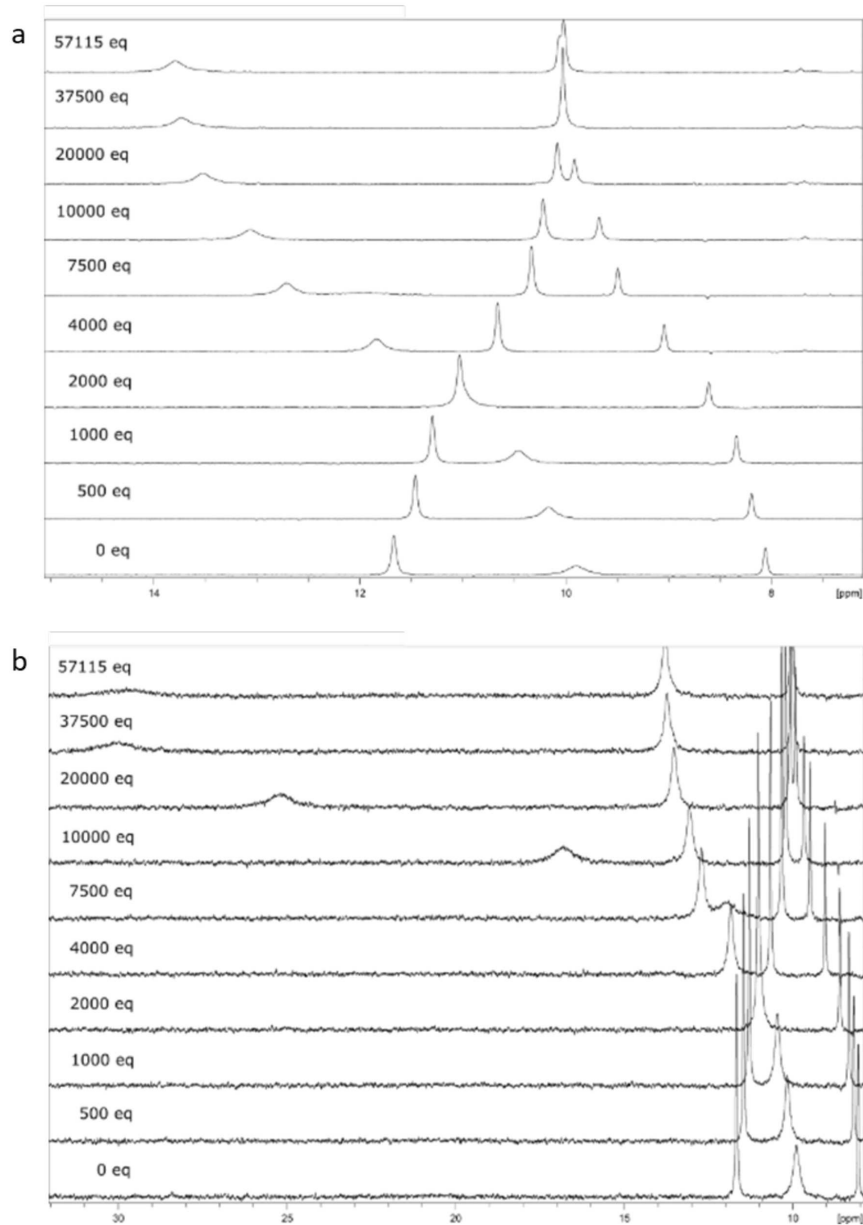 a
57115 eq
37500 eq
20000 eq
10000 eq
7500 eq
4000 eq
2000 eq
1000 eq
500 eq
0 eq
14 12 10 8 [ppm]
b
57115 eq
37500 eq
20000 eq
10000 eq
7500 eq
4000 eq
2000 eq
1000 eq
500 eq
0 eq
30 25 20 15 10 [ppm]